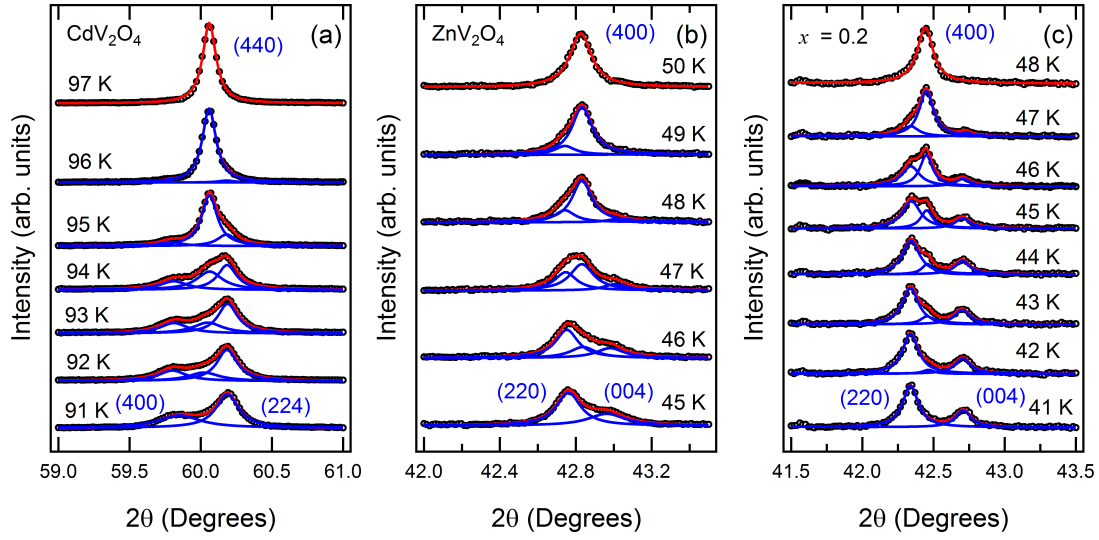 CdV₂O₄
(a)
(440)
97 K
96 K
95 K
94 K
93 K
92 K
91 K
(400)
(224)
Intensity (arb. units)
59.0 59.5 60.0 60.5 61.0
2θ (Degrees)
ZnV₂O₄
(400)
(b)
50 K
49 K
48 K
47 K
46 K
45 K
(220)
(004)
Intensity (arb. units)
42.0 42.4 42.8 43.2
2θ (Degrees)
x = 0.2
(400)
(c)
48 K
47 K
46 K
45 K
44 K
43 K
42 K
41 K
(220)
(004)
Intensity (arb. units)
41.5 42.0 42.5 43.0 43.5
2θ (Degrees)